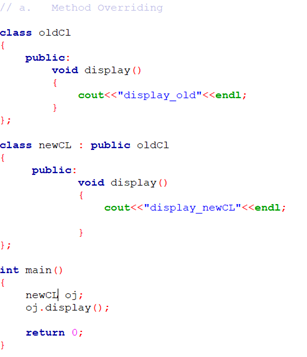 // a.   Method Overriding
class oldCl
{
    public:
        void display()
        {
            cout<<"display_old"<<endl;
        }
};
class newCL : public oldCl
{
     public:
            void display()
            {
                cout<<"display_newCL"<<endl;
            }
};
int main()
{
    newCL oj;
    oj.display();
    return 0;
}